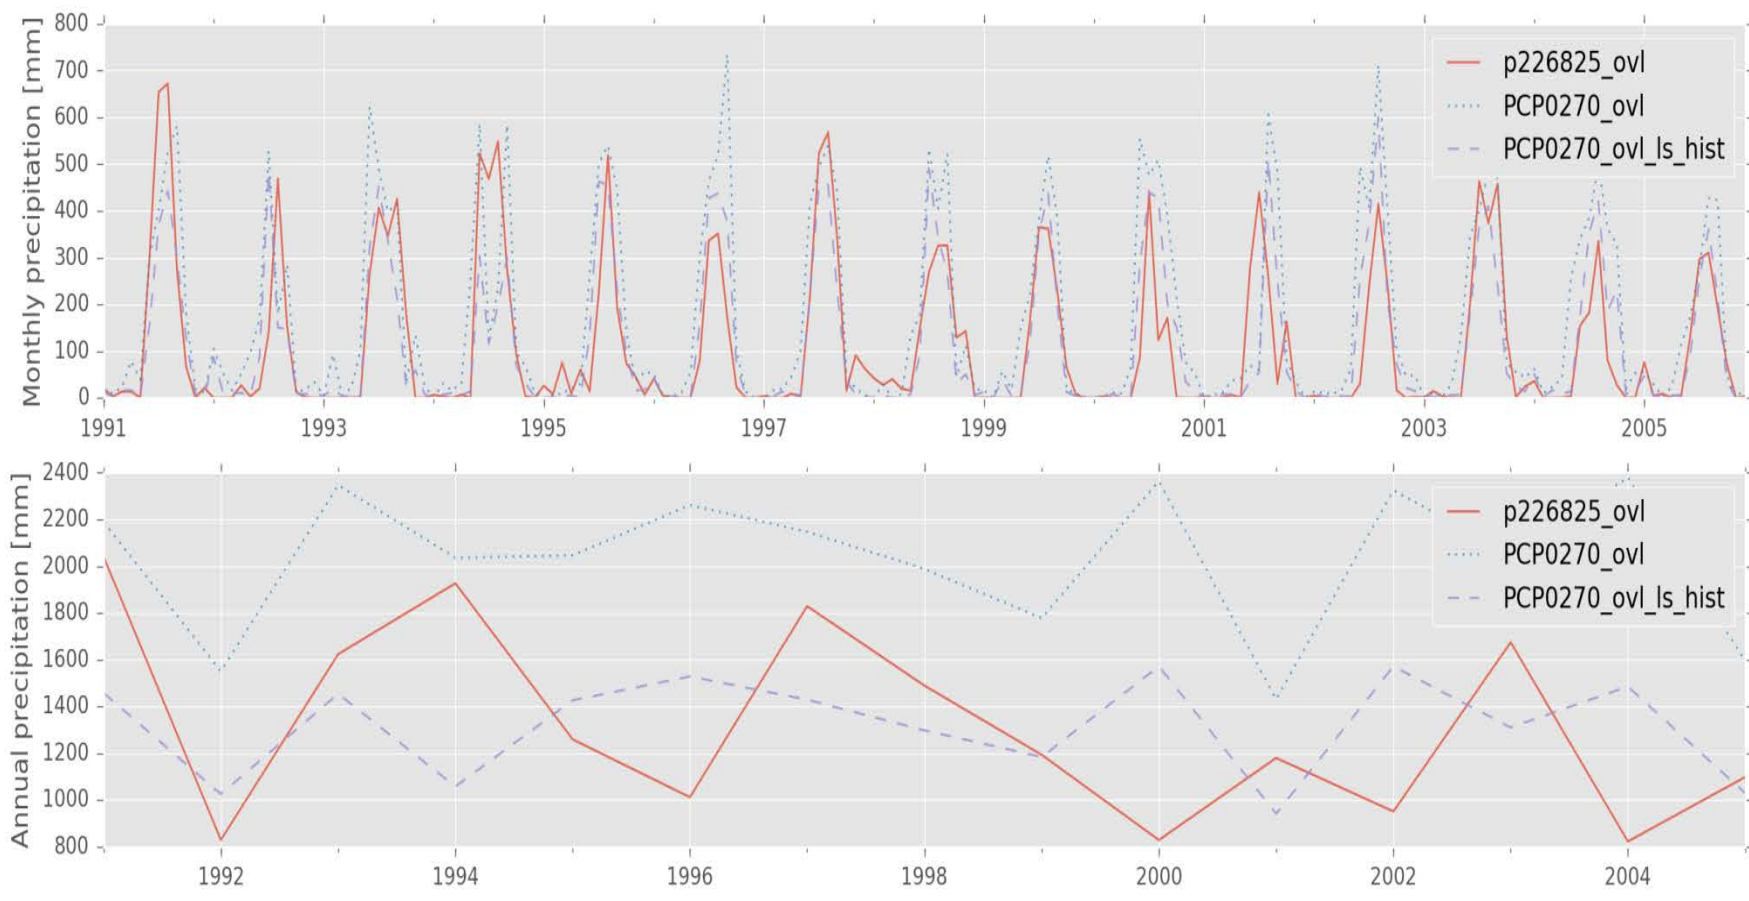 Monthly precipitation [mm]
800
700
600
500
400
300
200
100
0
p226825_ovl
PCP0270_ovl
PCP0270_ovl_ls_hist
1991 1993 1995 1997 1999 2001 2003 2005
Annual precipitation [mm]
2400
2200
2000
1800
1600
1400
1200
1000
800
p226825_ovl
PCP0270_ovl
PCP0270_ovl_ls_hist
1992 1994 1996 1998 2000 2002 2004